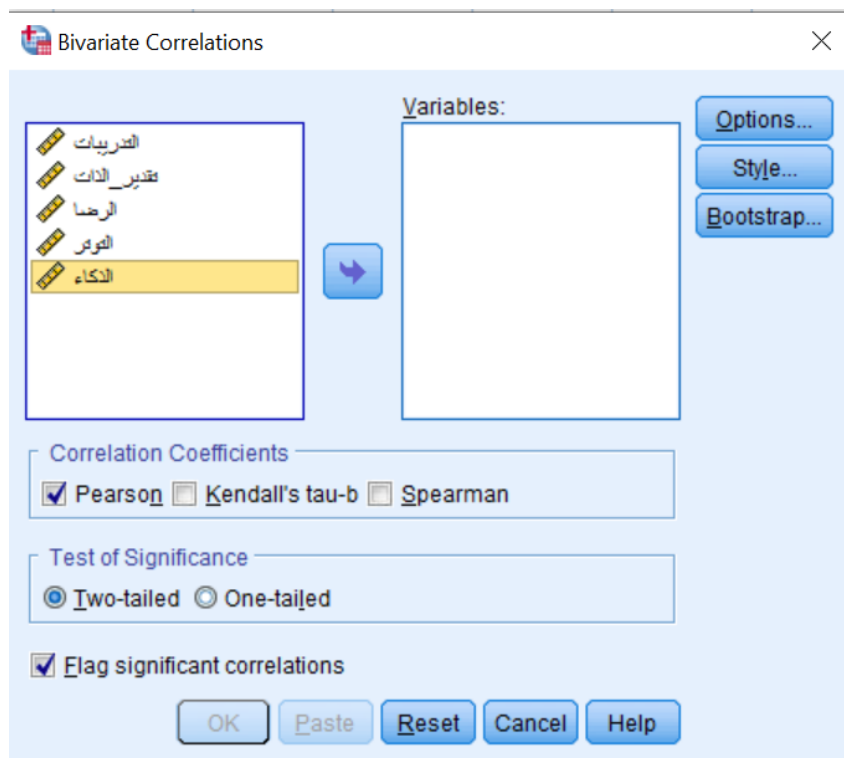 Bivariate Correlations
Variables:
التدريبات
تقدير_الذات
الرضا
التوتر
الذكاء
Options...
Style...
Bootstrap...
Correlation Coefficients
Pearson Kendall's tau-b Spearman
Test of Significance
Two-tailed One-tailed
Flag significant correlations
OK Paste Reset Cancel Help